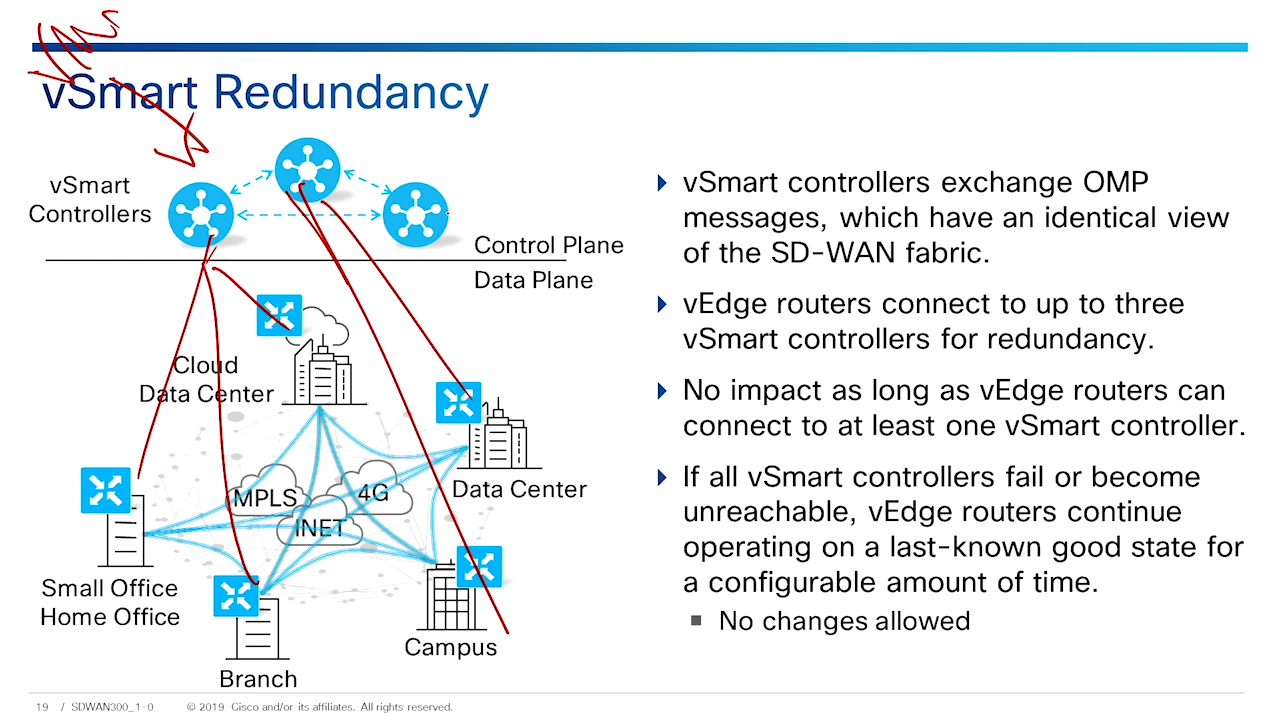 vSmart Redundancy
vSmart
Controllers
Control Plane
Data Plane
Cloud
Data Center
MPLS
4G
INET
Data Center
Small Office
Home Office
Branch
Campus
vSmart controllers exchange OMP
messages, which have an identical view
of the SD-WAN fabric.
vEdge routers connect to up to three
vSmart controllers for redundancy.
No impact as long as vEdge routers can
connect to at least one vSmart controller.
If all vSmart controllers fail or become
unreachable, vEdge routers continue
operating on a last-known good state for
a configurable amount of time.
No changes allowed
19 / SDWAN300_1-0 © 2019 Cisco and/or its affiliates. All rights reserved.